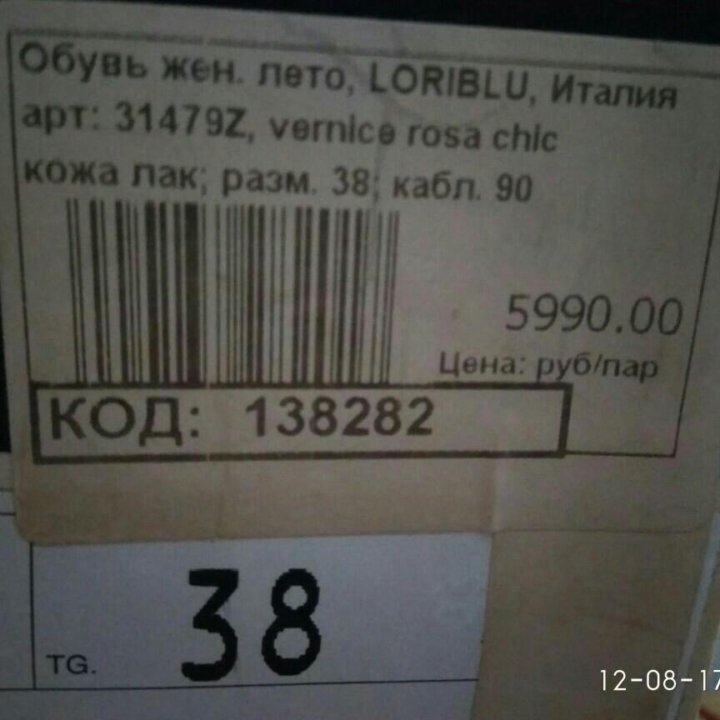 Обувь жен. лето, LORIBLU, Италия
арт: 31479Z, vernice rosa chic
кожа лак; разм. 38; кабл. 90
5990.00
Цена: руб/пар
КОД: 138282
38
TG.
12-08-17